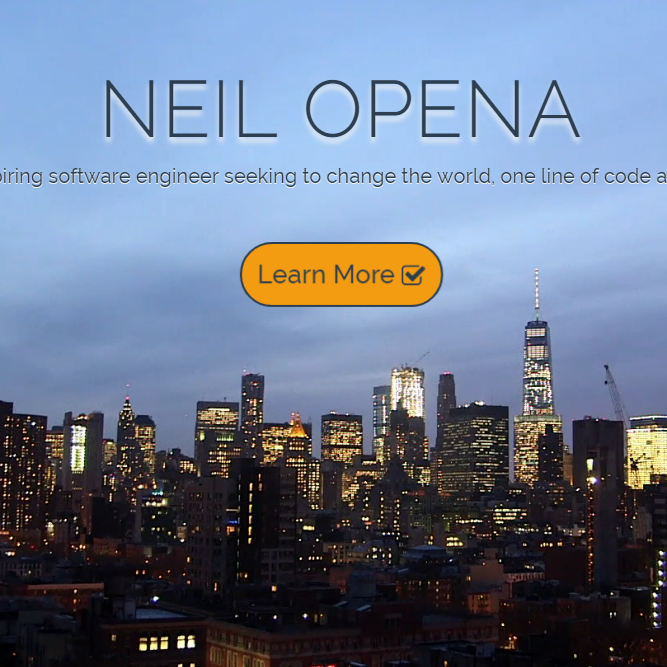 NEIL OPENA
piring software engineer seeking to change the world, one line of code a
Learn More